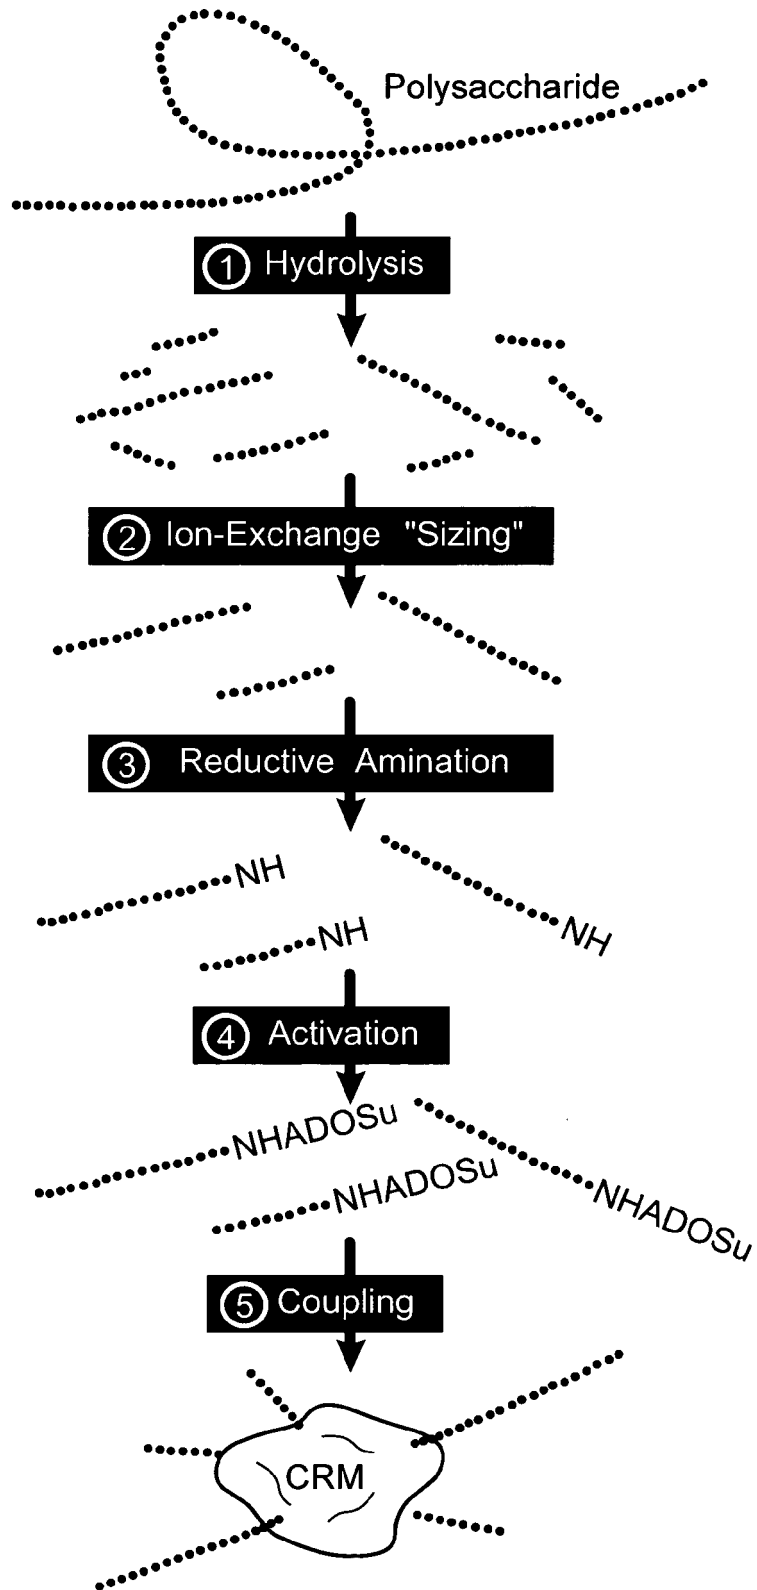 Polysaccharide
1 Hydrolysis
2 Ion-Exchange "Sizing"
3 Reductive Amination
NH
NH
NH
4 Activation
NHADOSu
NHADOSu
NHADOSu
5 Coupling
CRM